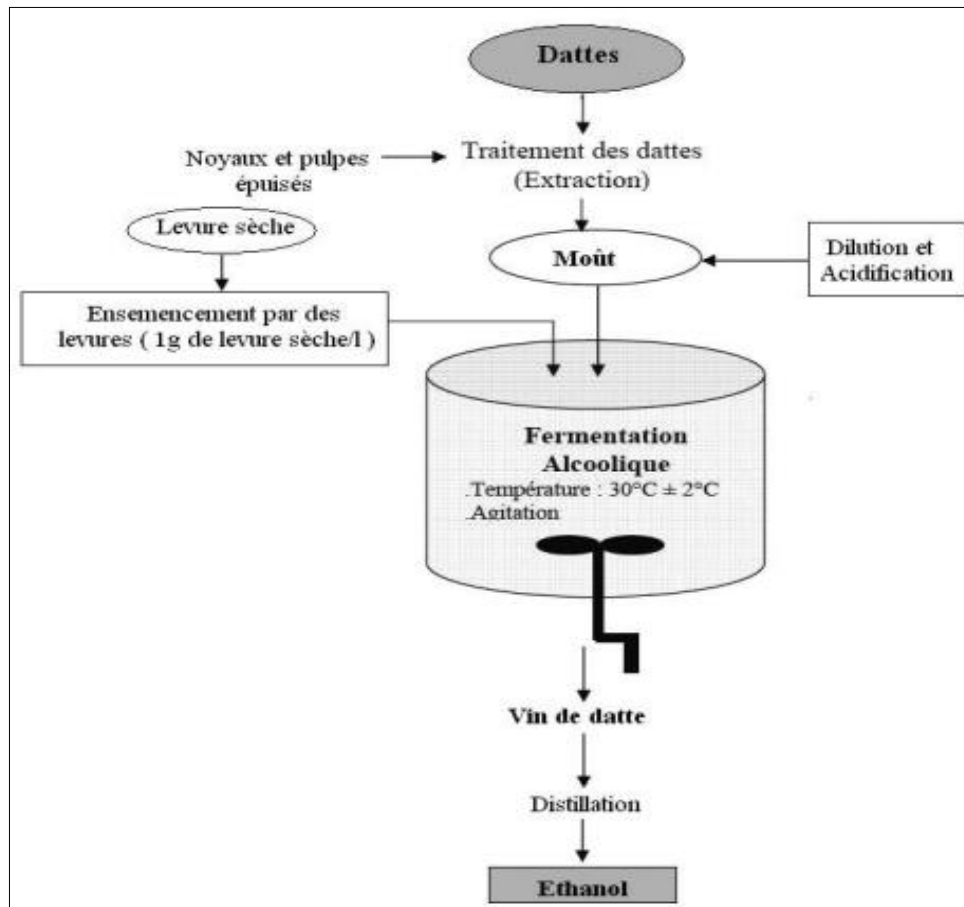 Dattes
Noyaux et pulpes
épuisés
Traitement des dattes
(Extraction)
Levure sèche
Moût
Dilution et
Acidification
Ensemencement par des
levures ( 1g de levure sèche/l )
Fermentation
Alcoolique
.Température : 30°C ± 2°C
.Agitation
Vin de datte
Distillation
Ethanol